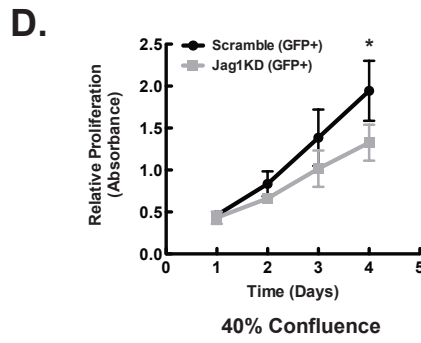 D.
Scramble (GFP+)
Jag1KD (GFP+)
*
Relative Proliferation
(Absorbance)
2.5
2.0
1.5
1.0
0.5
0.0
0 1 2 3 4 5
Time (Days)
40% Confluence